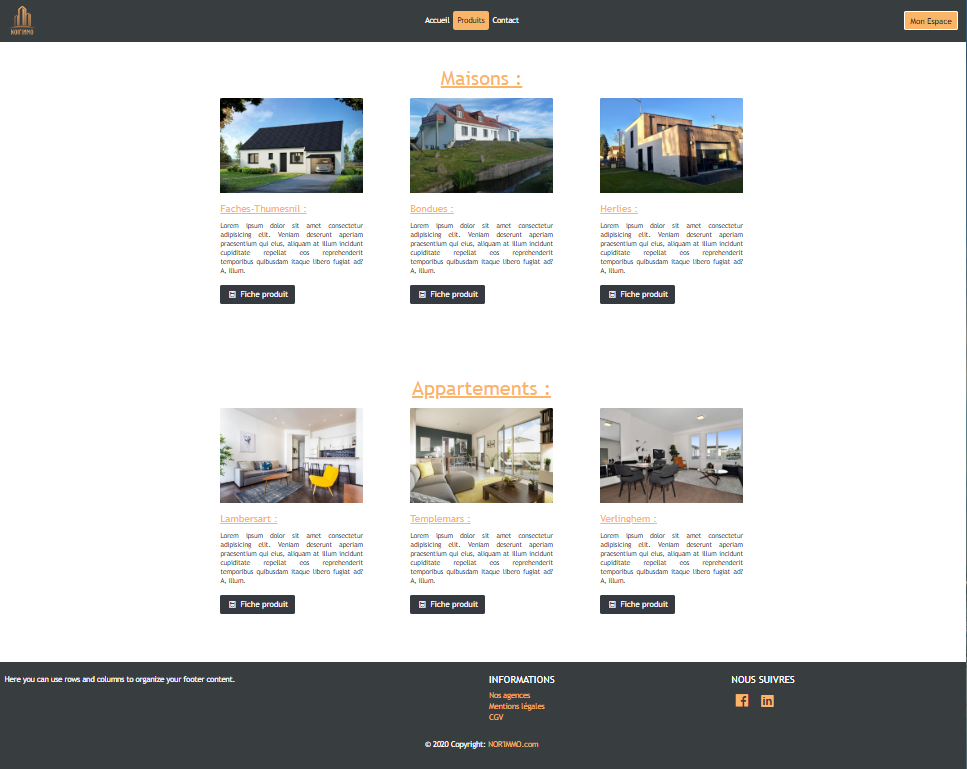 NOR'IMMO
Accueil Produits Contact
Mon Espace
Maisons :
Faches-Thumesnil :
Lorem ipsum dolor sit amet consectetur
adipisicing elit. Veniam deserunt aperiam
praesentium qui eius, aliquam at illum incidunt
cupiditate repellat eos reprehenderit
temporibus quibusdam itaque libero fugiat ad?
A, illum.
Fiche produit
Bondues :
Lorem ipsum dolor sit amet consectetur
adipisicing elit. Veniam deserunt aperiam
praesentium qui eius, aliquam at illum incidunt
cupiditate repellat eos reprehenderit
temporibus quibusdam itaque libero fugiat ad?
A, illum.
Fiche produit
Herlies :
Lorem ipsum dolor sit amet consectetur
adipisicing elit. Veniam deserunt aperiam
praesentium qui eius, aliquam at illum incidunt
cupiditate repellat eos reprehenderit
temporibus quibusdam itaque libero fugiat ad?
A, illum.
Fiche produit
Appartements :
Lambersart :
Lorem ipsum dolor sit amet consectetur
adipisicing elit. Veniam deserunt aperiam
praesentium qui eius, aliquam at illum incidunt
cupiditate repellat eos reprehenderit
temporibus quibusdam itaque libero fugiat ad?
A, illum.
Fiche produit
Templemars :
Lorem ipsum dolor sit amet consectetur
adipisicing elit. Veniam deserunt aperiam
praesentium qui eius, aliquam at illum incidunt
cupiditate repellat eos reprehenderit
temporibus quibusdam itaque libero fugiat ad?
A, illum.
Fiche produit
Verlinghem :
Lorem ipsum dolor sit amet consectetur
adipisicing elit. Veniam deserunt aperiam
praesentium qui eius, aliquam at illum incidunt
cupiditate repellat eos reprehenderit
temporibus quibusdam itaque libero fugiat ad?
A, illum.
Fiche produit
Here you can use rows and columns to organize your footer content.
INFORMATIONS
Nos agences
Mentions légales
CGV
NOUS SUIVRES
© 2020 Copyright: NOR'IMMO.com